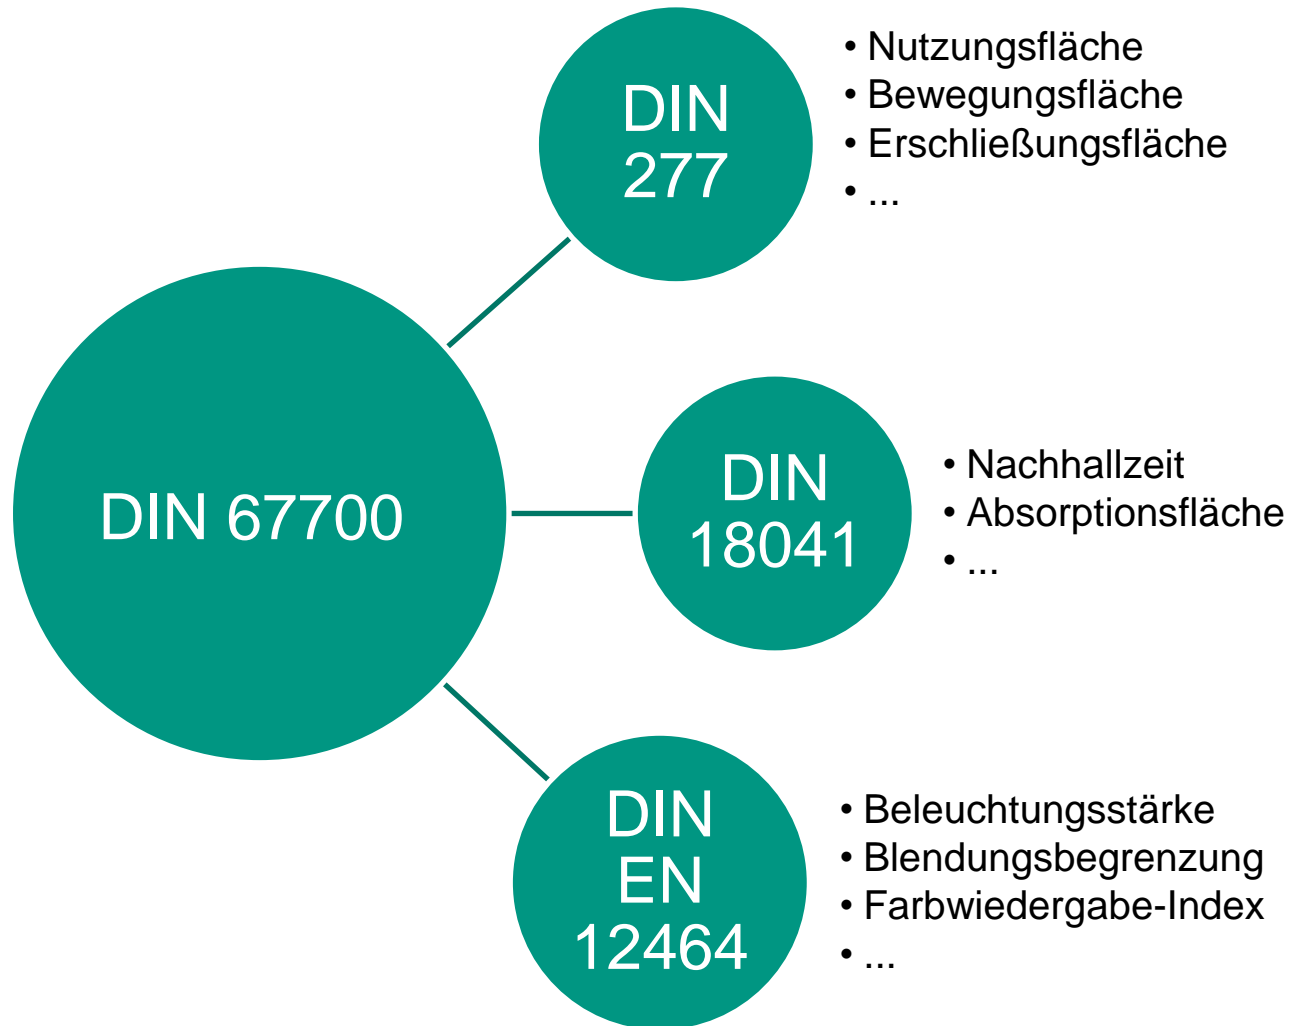 DIN 67700
DIN
277
• Nutzungsfläche
• Bewegungsfläche
• Erschließungsfläche
• ...
DIN
18041
• Nachhallzeit
• Absorptionsfläche
• ...
DIN
EN
12464
• Beleuchtungsstärke
• Blendungsbegrenzung
• Farbwiedergabe-Index
• ...